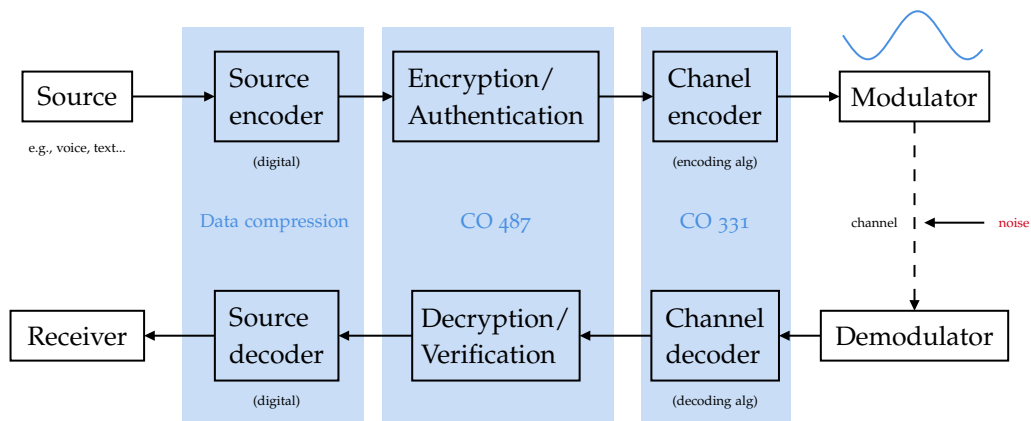 Source
e.g., voice, text...
Source
encoder
(digital)
Encryption/
Authentication
Chanel
encoder
(encoding alg)
Modulator
Data compression
CO 487
CO 331
channel
noise
Receiver
Source
decoder
(digital)
Decryption/
Verification
Channel
decoder
(decoding alg)
Demodulator